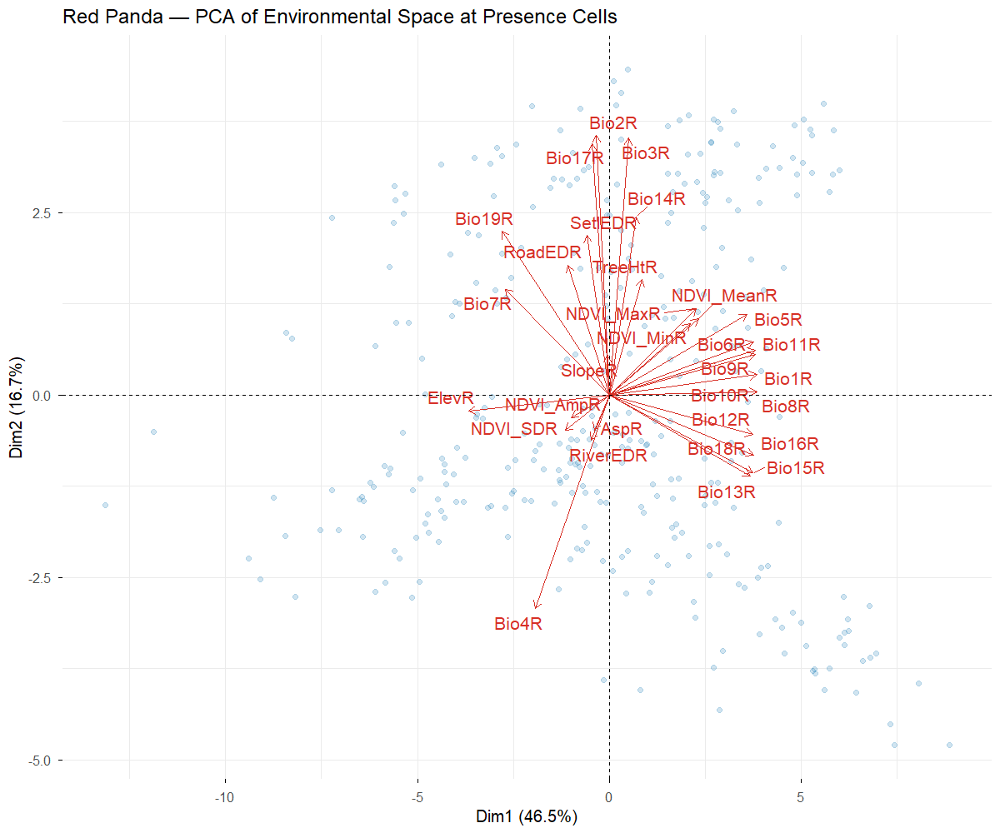 Red Panda — PCA of Environmental Space at Presence Cells
Bio2R
Bio17R
Bio3R
Bio14R
2.5
Bio19R
SetlEDR
RoadEDR
TreeHtR
NDVI_MeanR
Bio7R
NDVI_MaxR
Bio5R
NDVI_MinR
Bio6R
Bio11R
SlopeR
Bio9R
Bio1R
0.0
ElevR
NDVI_AmpR
Bio10R
Bio8R
Bio12R
NDVI_SDR
AspR
Bio16R
RiverEDR
Bio18R
Bio15R
Bio13R
-2.5
Bio4R
-5.0
-10
-5
0
5
Dim1 (46.5%)
Dim2 (16.7%)